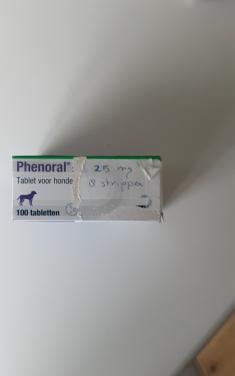 Phenoral®
25 mg
Tablet voor honde
8 strippen
100 tabletten